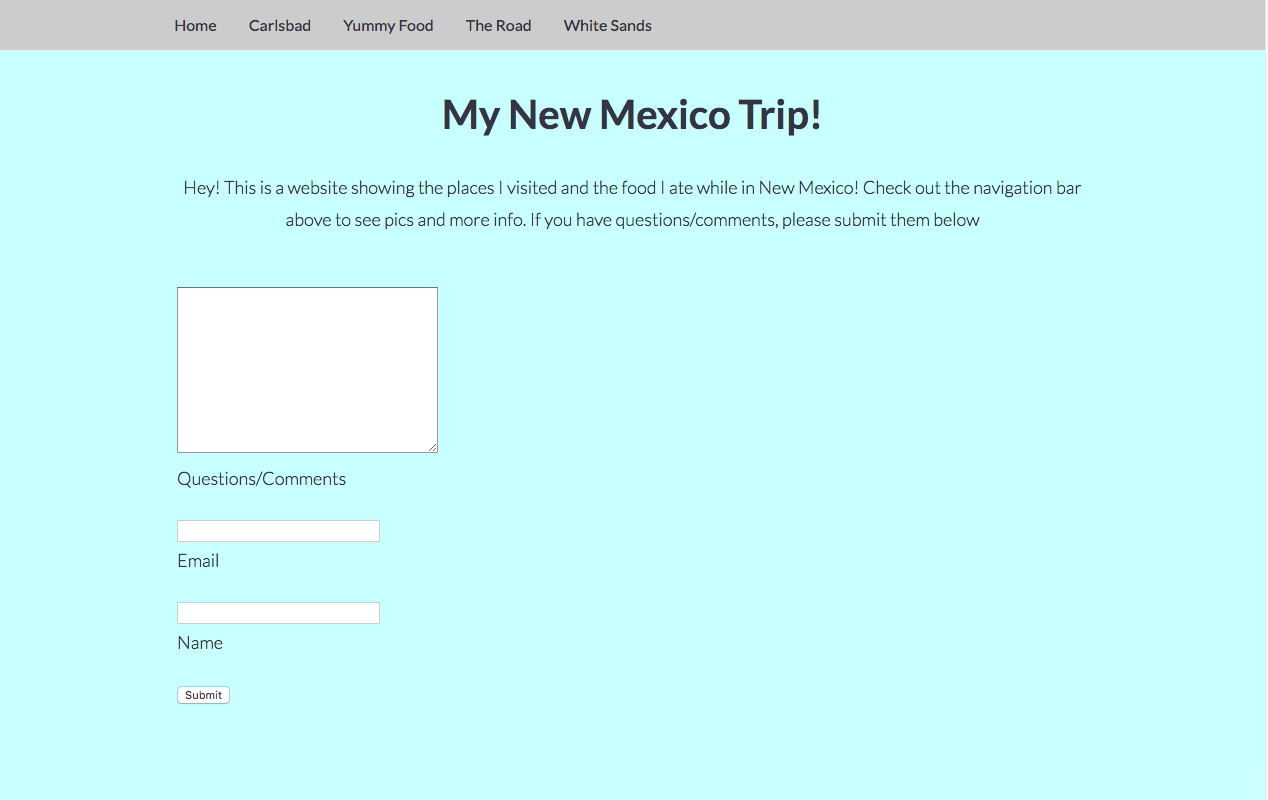 Home Carlsbad Yummy Food The Road White Sands
My New Mexico Trip!
Hey! This is a website showing the places I visited and the food I ate while in New Mexico! Check out the navigation bar
above to see pics and more info. If you have questions/comments, please submit them below
Questions/Comments
Email
Name
Submit